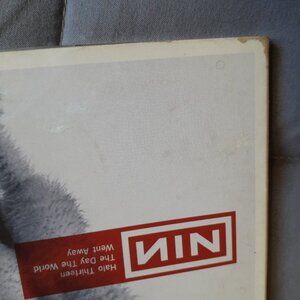 NIN
Halo Thirteen
The Day The World
Went Away